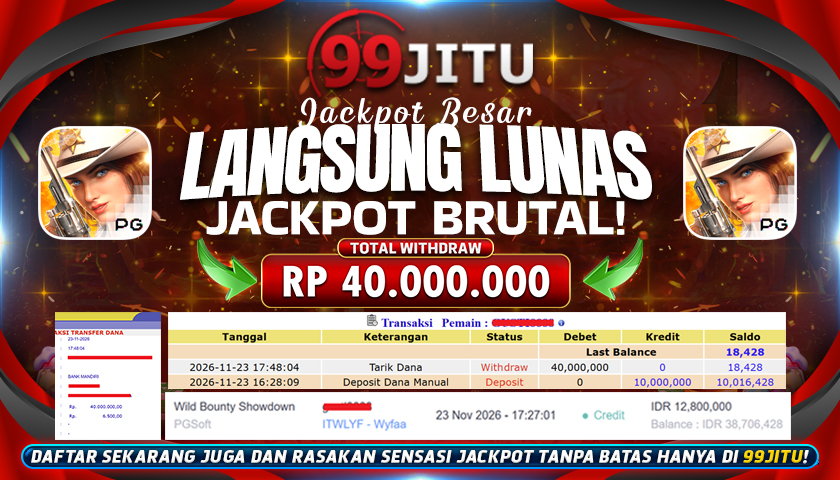 99JITU
Jackpot Besar
LANGSUNG LUNAS
JACKPOT BRUTAL!
PG
PG
TOTAL WITHDRAW
RP 40.000.000
AKSI TRANSFER DANA
23-11-2026
17:48:04
BANK MANDIRI
Rp. 40.000.000,00
Rp. 6.500,00
Transaksi Pemain :
Tanggal Keterangan Status Debet Kredit Saldo
Last Balance 18,428
2026-11-23 17:48:04 Tarik Dana Withdraw 40,000,000 0 18,428
2026-11-23 16:28:09 Deposit Dana Manual Deposit 0 10,000,000 10,016,428
Wild Bounty Showdown 23 Nov 2026 - 17:27:01 Credit IDR 12,800,000
PGSoft ITWLYF - Wyfaa Balance : IDR 38,706,428
DAFTAR SEKARANG JUGA DAN RASAKAN SENSASI JACKPOT TANPA BATAS HANYA DI 99JITU!